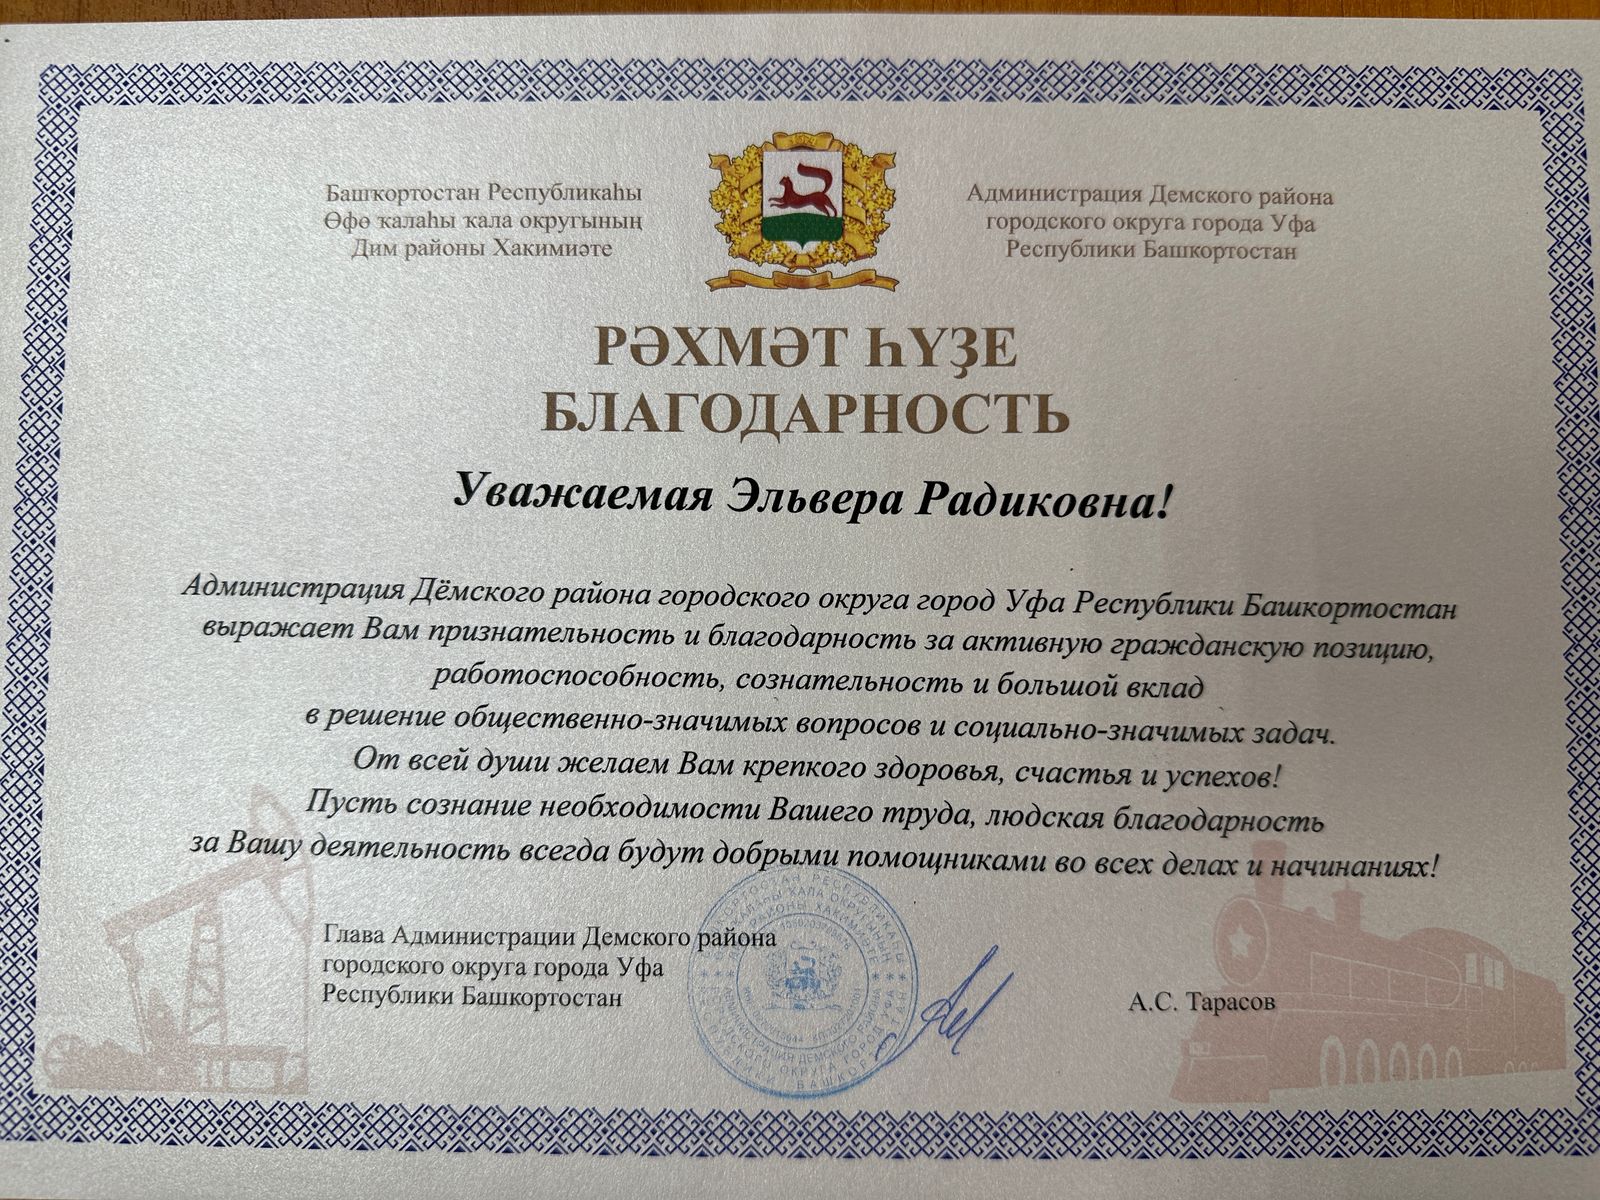 Башҡортостан Республикаһы
Өфө ҡалаһы ҡала округының
Дим районы Хакимиәте
Администрация Демского района
городского округа города Уфа
Республики Башкортостан
РӘХМӘТ ҺҮҘЕ
БЛАГОДАРНОСТЬ
Уважаемая Эльвера Радиковна!
Администрация Дёмского района городского округа город Уфа Республики Башкортостан
выражает Вам признательность и благодарность за активную гражданскую позицию,
работоспособность, сознательность и большой вклад
в решение общественно-значимых вопросов и социально-значимых задач.
От всей души желаем Вам крепкого здоровья, счастья и успехов!
Пусть сознание необходимости Вашего труда, людская благодарность
за Вашу деятельность всегда будут добрыми помощниками во всех делах и начинаниях!
Глава Администрации Демского района
городского округа города Уфа
Республики Башкортостан
А.С. Тарасов